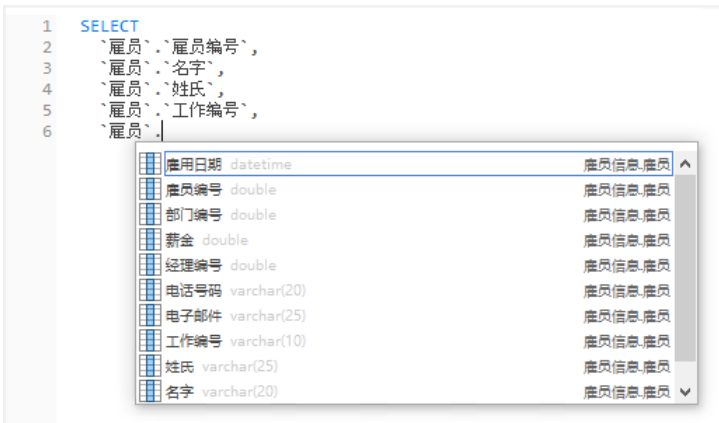 1 SELECT
2 `雇员`.`雇员编号`,
3 `雇员`.`名字`,
4 `雇员`.`姓氏`,
5 `雇员`.`工作编号`,
6 `雇员`.
雇用日期 datetime 雇员信息.雇员
雇员编号 double 雇员信息.雇员
部门编号 double 雇员信息.雇员
薪金 double 雇员信息.雇员
经理编号 double 雇员信息.雇员
电话号码 varchar(20) 雇员信息.雇员
电子邮件 varchar(25) 雇员信息.雇员
工作编号 varchar(10) 雇员信息.雇员
姓氏 varchar(25) 雇员信息.雇员
名字 varchar(20) 雇员信息.雇员